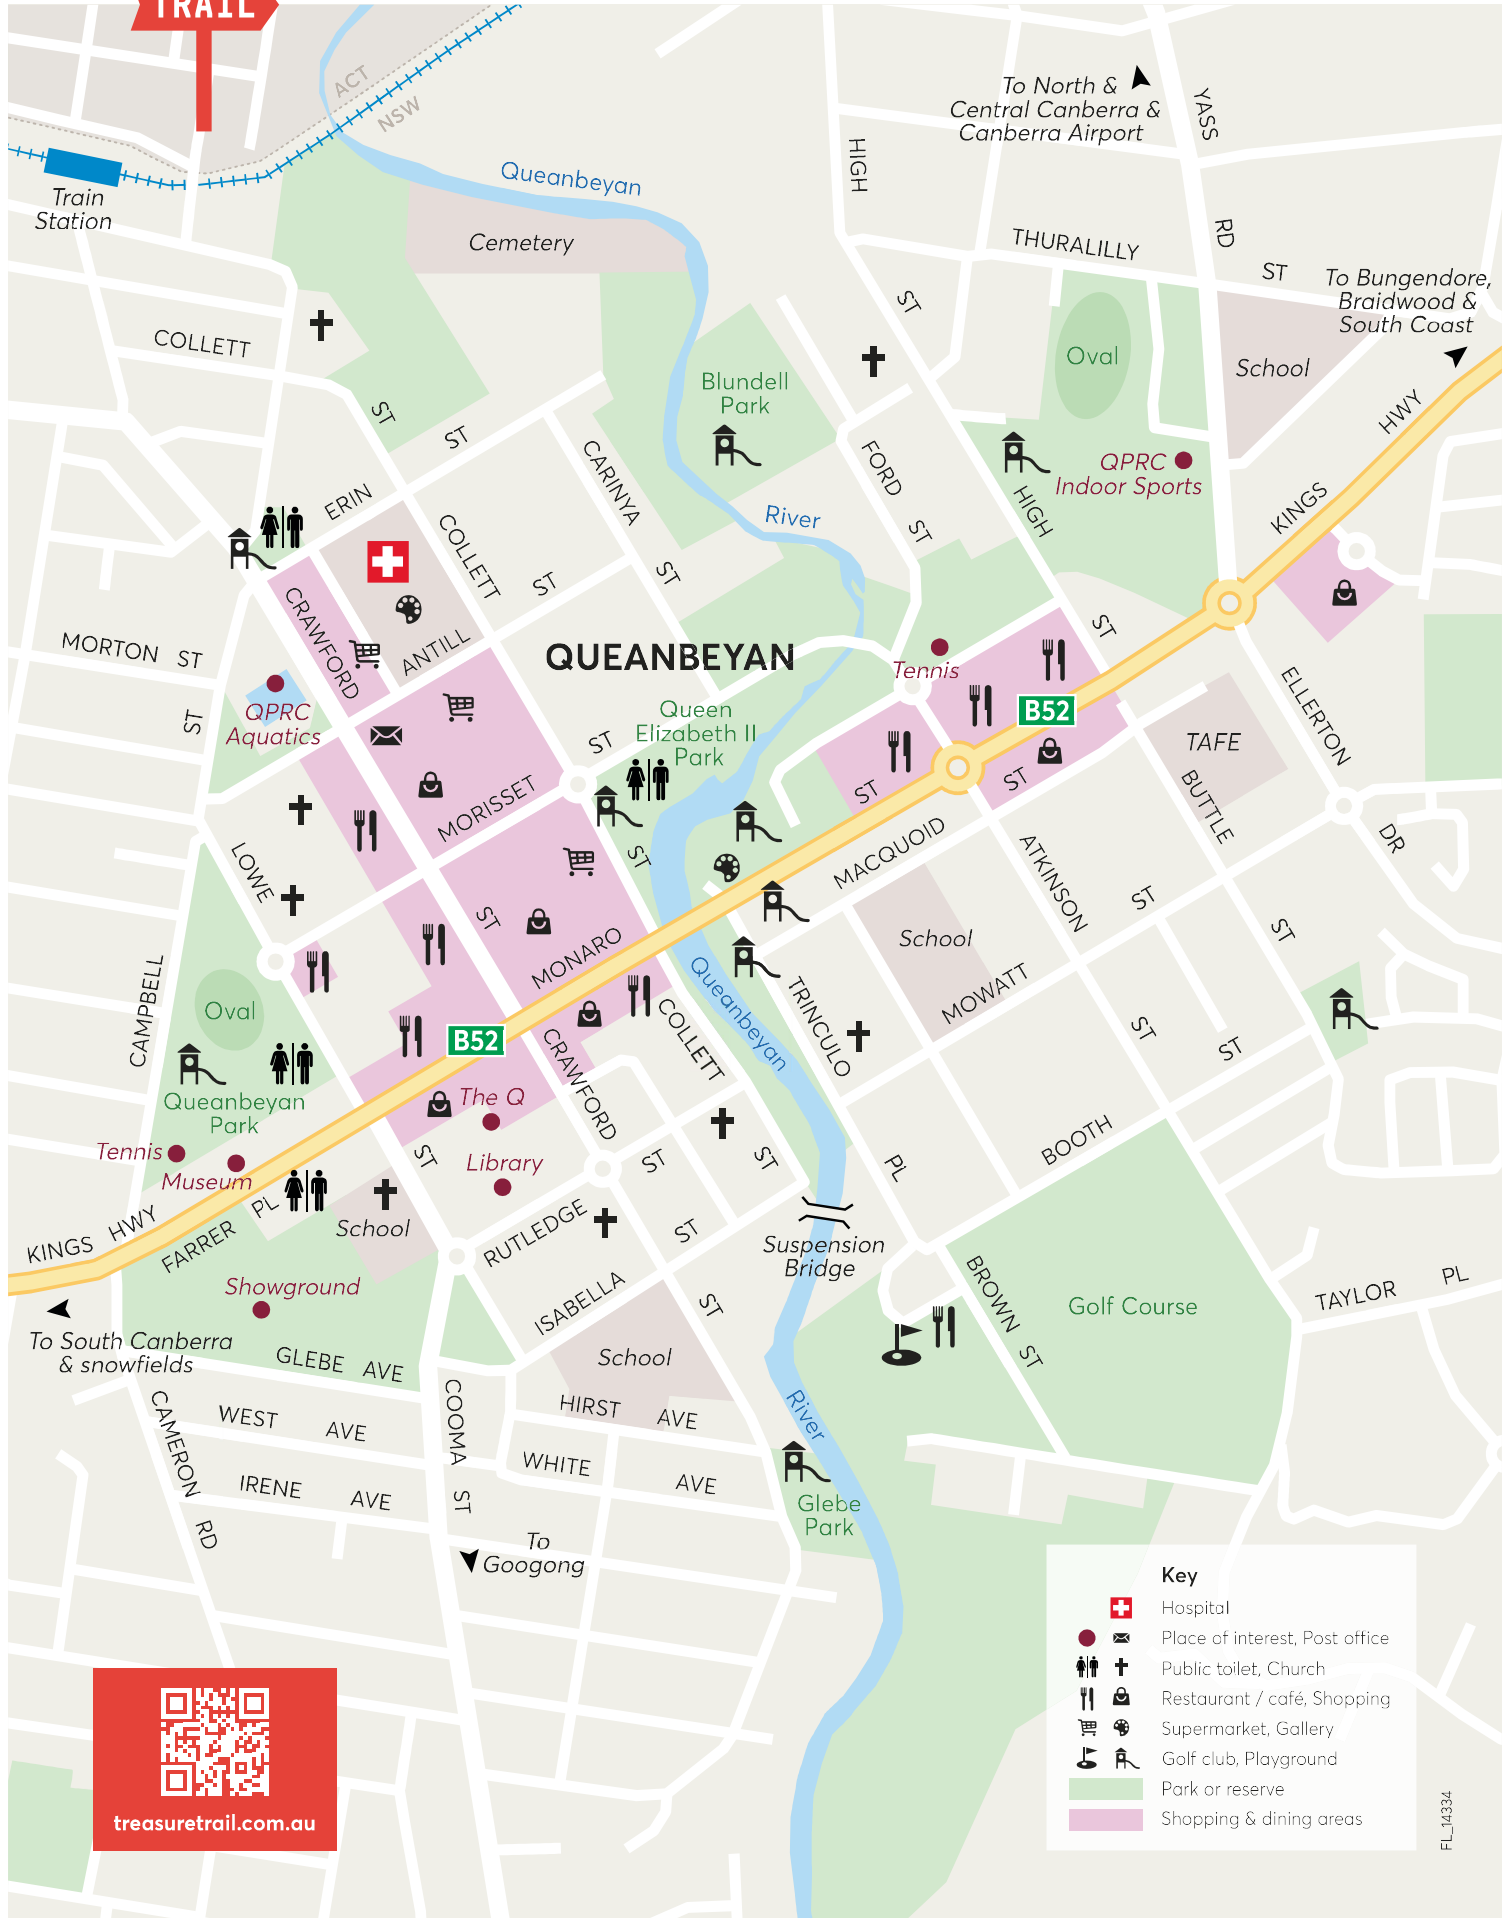 TRAIL
ACT
NSW
To North &
Central Canberra &
Canberra Airport
YASS
RD
HIGH
ST
Train
Station
Queanbeyan
Cemetery
THURALILLY
ST
To Bungendore,
Braidwood &
South Coast
COLLETT
ST
Blundell
Park
Oval
School
HWY
KINGS
QPRC
Indoor Sports
FORD
ST
HIGH
ST
CARINYA
ST
ERIN
ST
River
COLLETT
ST
CRAWFORD
ANTILL
ST
MORTON
ST
ST
QUEANBEYAN
Tennis
B52
ELLERTON
DR
QPRC
Aquatics
Queen
Elizabeth II
Park
TAFE
BUTTLE
ST
MORISSET
ST
ST
ST
MACQUOID
ST
ATKINSON
ST
LOWE
ST
School
MOWATT
ST
MONARO
ST
Queanbeyan
TRINCULO
PL
CAMPBELL
Oval
B52
CRAWFORD
ST
COLLETT
ST
ST
Queanbeyan
Park
The Q
Library
Tennis
Museum
BOOTH
ST
KINGS
HWY
FARRER
PL
School
RUTLEDGE
ST
Suspension
Bridge
Showground
ISABELLA
ST
BROWN
ST
Golf Course
TAYLOR
PL
To South Canberra
& snowfields
GLEBE
AVE
School
WEST
AVE
HIRST
AVE
River
CAMERON
RD
COOMA
ST
IRENE
AVE
WHITE
AVE
Glebe
Park
To
Googong
Key
Hospital
Place of interest, Post office
Public toilet, Church
Restaurant / café, Shopping
Supermarket, Gallery
Golf club, Playground
Park or reserve
Shopping & dining areas
treasuretrail.com.au
FL_14334